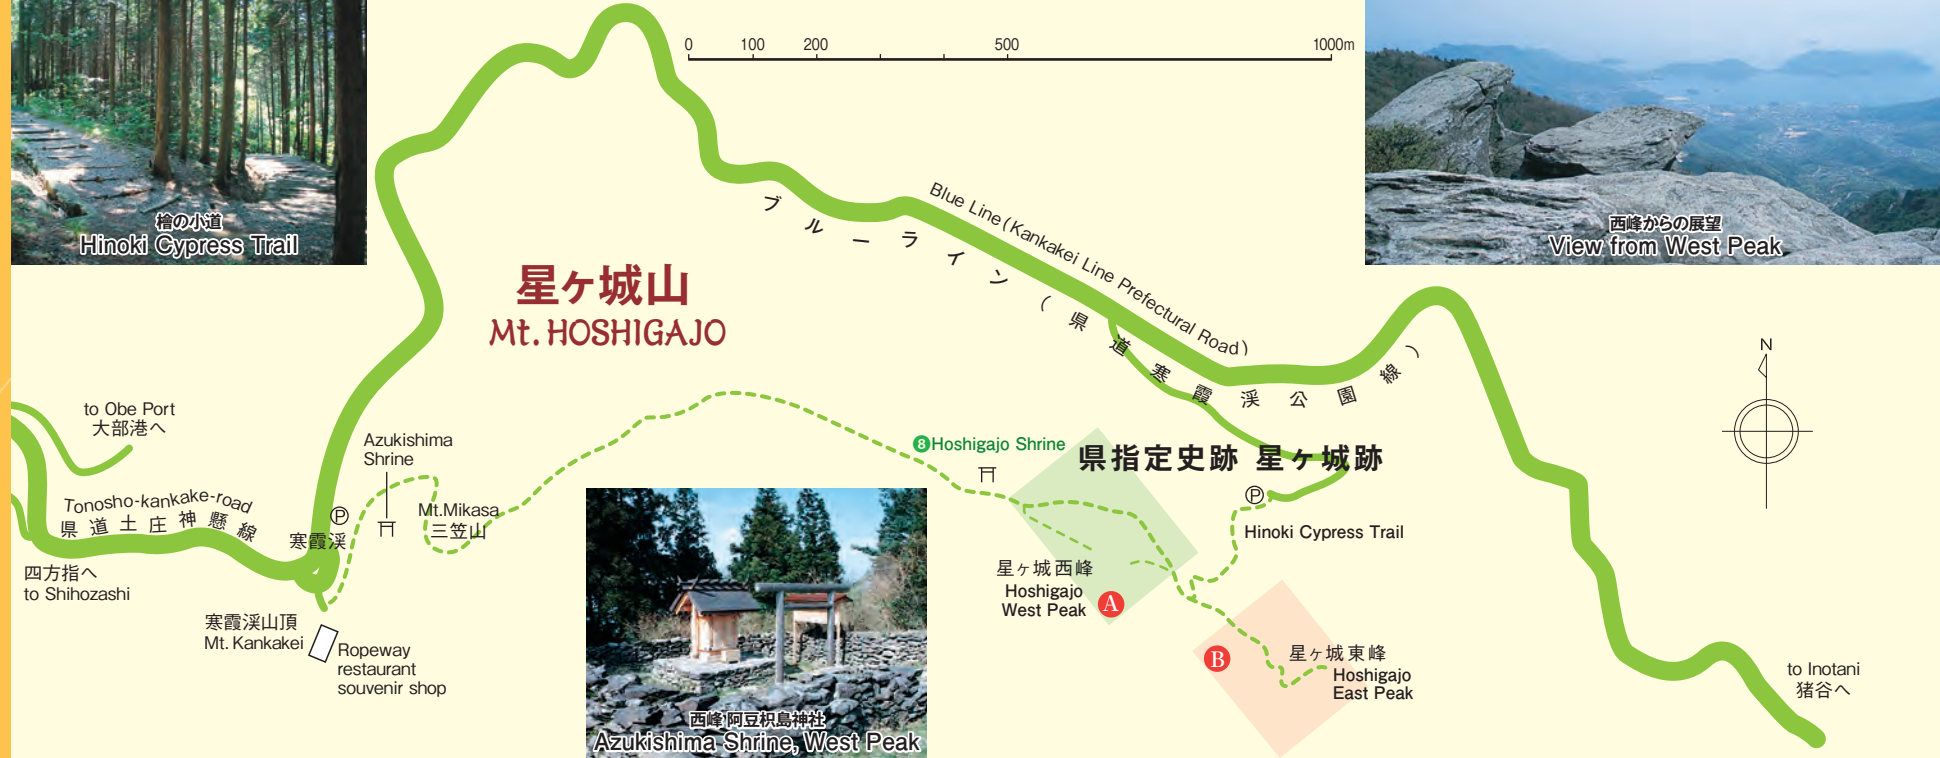 檜の小道
Hinoki Cypress Trail
0 100 200 500 1000m
西峰からの展望
View from West Peak
星ヶ城山
Mt. HOSHIGAJO
Blue Line (Kankakei Line Prefectural Road)
ブルーライン（県道寒霞渓公園線）
N
to Obe Port
大部港へ
Azukishima
Shrine
Tonosho-kankake-road
県道土庄神懸線
P
寒霞渓
Mt.Mikasa
三笠山
四方指へ
to Shihozashi
寒霞渓山頂
Mt. Kankakei
Ropeway
restaurant
souvenir shop
8 Hoshigajo Shrine
県指定史跡 星ヶ城跡
P
Hinoki Cypress Trail
星ヶ城西峰
Hoshigajo
West Peak
A
B
星ヶ城東峰
Hoshigajo
East Peak
西峰 阿豆枳島神社
Azukishima Shrine, West Peak
to Inotani
猪谷へ